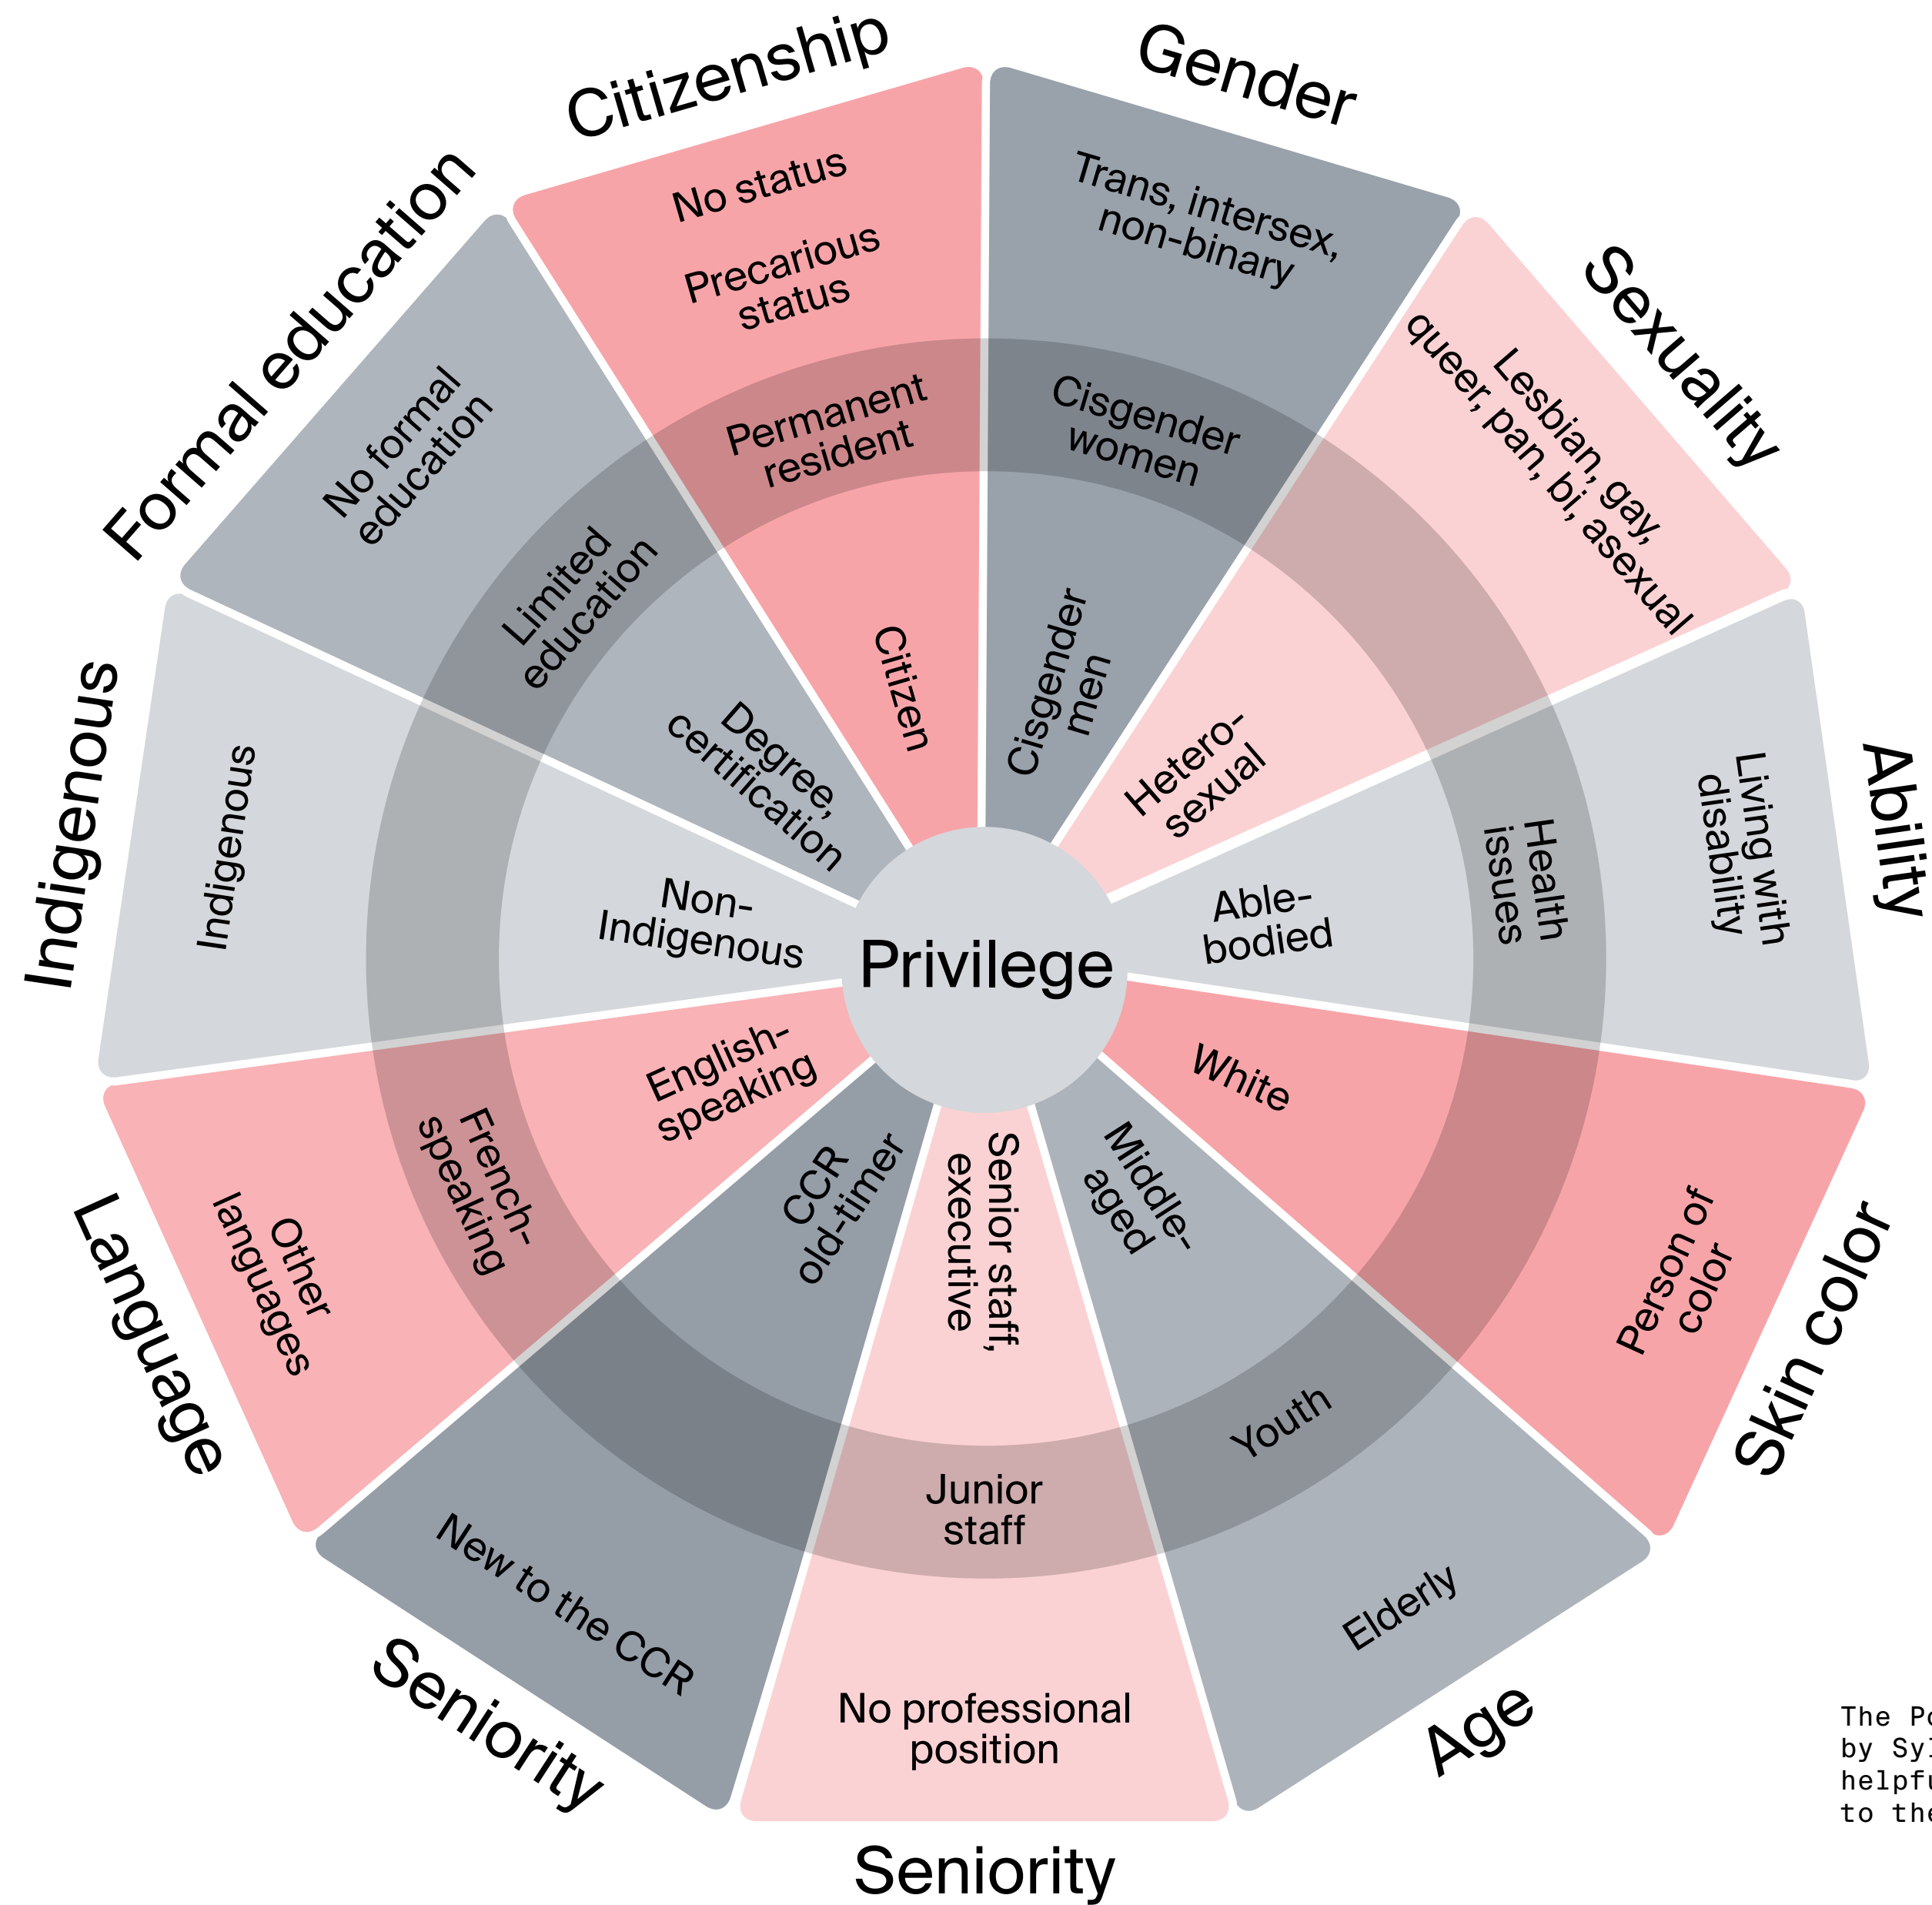 Citizenship
No status
Precarious
status
Permanent
resident
Citizen
Gender
Trans, intersex,
non-binary
Cisgender
women
Cisgender
men
Sexuality
Lesbian, gay,
queer, pan, bi, asexual
Hetero-
sexual
Ability
Living with
disability
Health
issues
Able-
bodied
Skin color
Person of
color
White
Age
Elderly
Youth
Middle-
aged
Seniority
No professional
position
Junior
staff
Senior staff,
executive
Seniority
New to the CCR
CCR
old-timer
Language
Other
languages
French-
speaking
English-
speaking
Indigenous
Indigenous
Non-
Indigenous
Formal education
No formal
education
Limited
education
Degree,
certification
Privilege
The
by
to